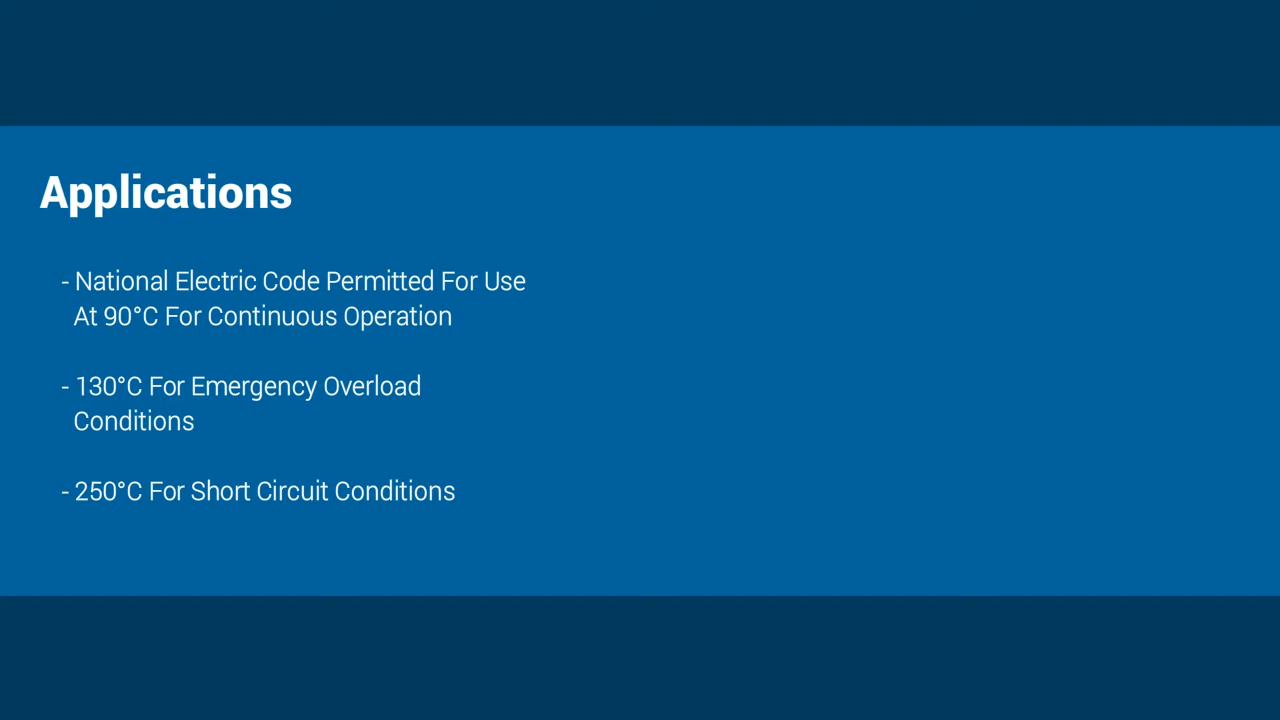 Applications
- National Electric Code Permitted For Use
At 90°C For Continuous Operation
- 130°C For Emergency Overload
Conditions
- 250°C For Short Circuit Conditions